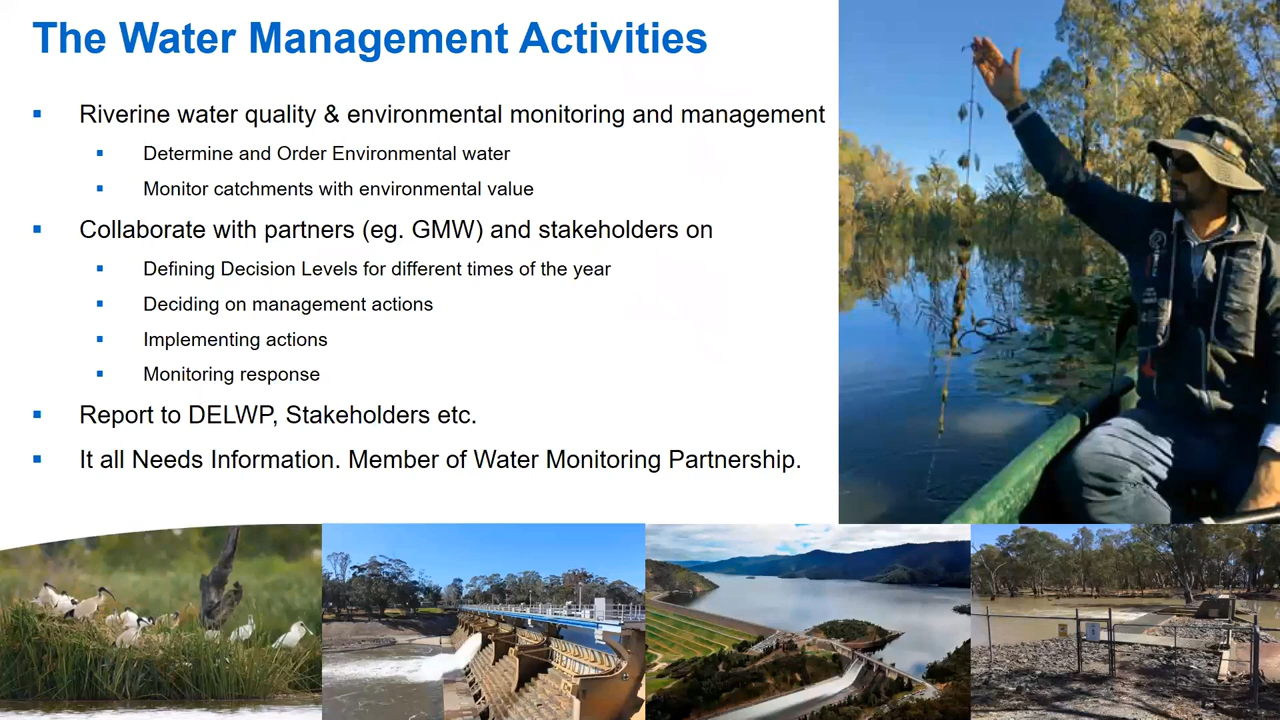 The Water Management Activities
Riverine water quality & environmental monitoring and management
Determine and Order Environmental water
Monitor catchments with environmental value
Collaborate with partners (eg. GMW) and stakeholders on
Defining Decision Levels for different times of the year
Deciding on management actions
Implementing actions
Monitoring response
Report to DELWP, Stakeholders etc.
It all Needs Information. Member of Water Monitoring Partnership.